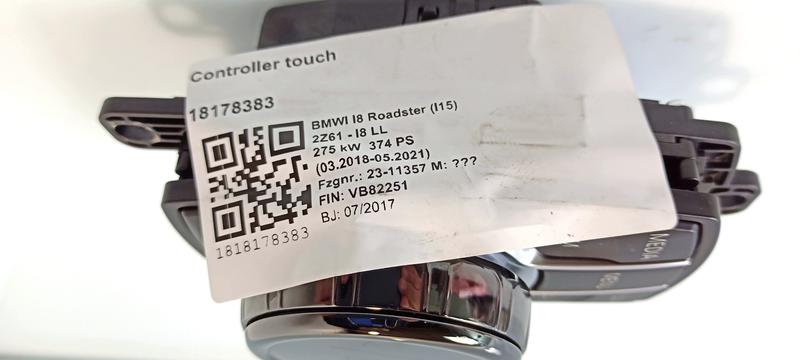 Controller touch
18178383
BMWI I8 Roadster (I15)
2Z61 - I8 LL
275 kW 374 PS
(03.2018-05.2021)
Fzgnr.: 23-11357 M: ???
FIN: VB82251
BJ: 07/2017
1818178383
MEDIA